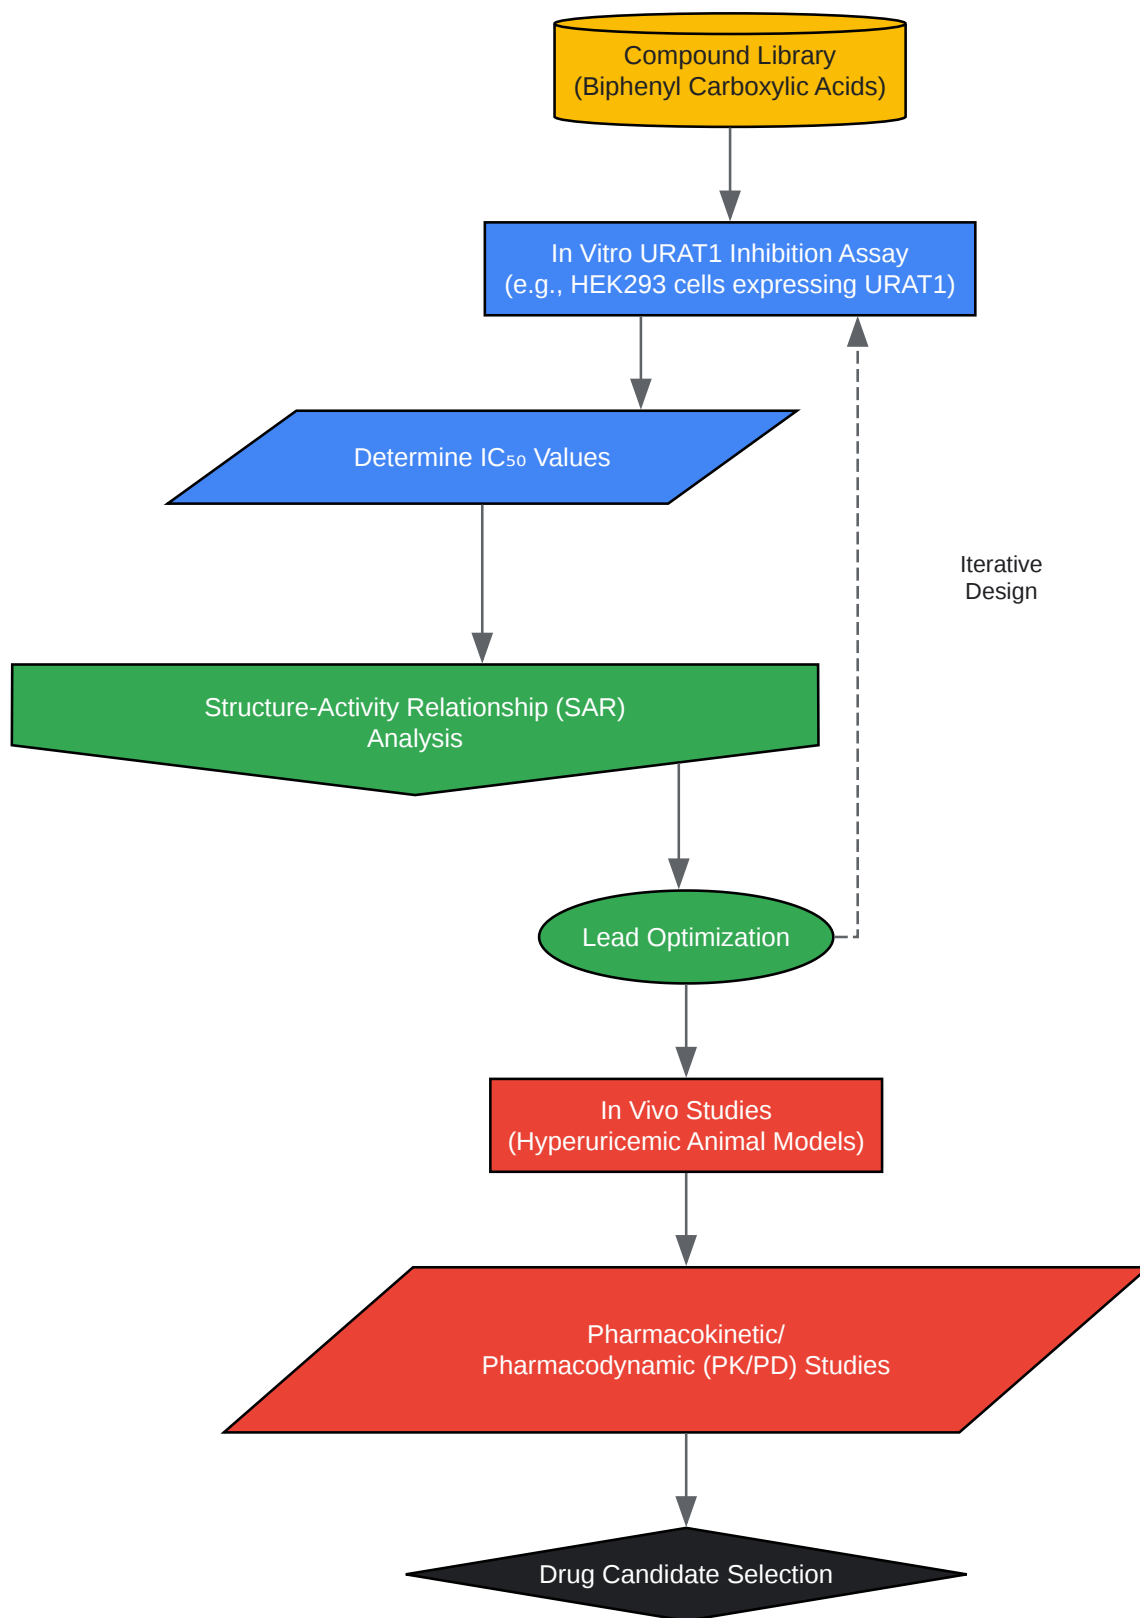 Compound Library
(Biphenyl Carboxylic Acids)
In Vitro URAT1 Inhibition Assay
(e.g., HEK293 cells expressing URAT1)
Determine IC₅₀ Values
Iterative
Design
Structure-Activity Relationship (SAR)
Analysis
Lead Optimization
In Vivo Studies
(Hyperuricemic Animal Models)
Pharmacokinetic/
Pharmacodynamic (PK/PD) Studies
Drug Candidate Selection